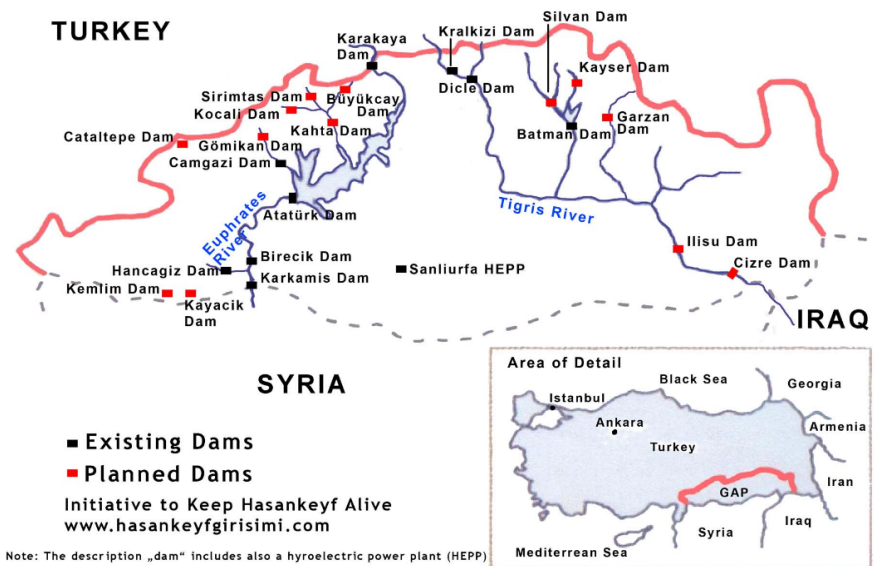 TURKEY
Karakaya
Dam
Kralkizi Dam
Silvan Dam
Kayser Dam
Sirimtas Dam
Büyükcay
Dam
Dicle Dam
Kocali Dam
Kahta Dam
Batman Dam
Garzan
Dam
Cataltepe Dam
Gömikan Dam
Camgazi Dam
Atatürk Dam
Tigris River
Euphrates
River
Birecik Dam
Ilisu Dam
Hancagiz Dam
Sanliurfa HEPP
Cizre Dam
Karkamis Dam
Kemlim Dam
Kayacik
Dam
IRAQ
SYRIA
Existing Dams
Planned Dams
Initiative to Keep Hasankeyf Alive
www.hasankeyfgirisimi.com
Note: The description „dam“ includes also a hyroelectric power plant (HEPP)
Area of Detail
Black Sea
Georgia
Istanbul
Ankara
Armenia
Turkey
Iran
GAP
Syria
Iraq
Mediterrean Sea